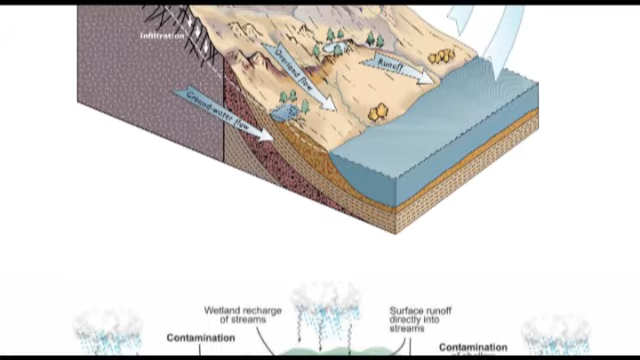 Infiltration
Overland flow
Runoff
Ground-water flow
Wetland recharge
of streams
Surface runoff
directly into
streams
Contamination
Contamination